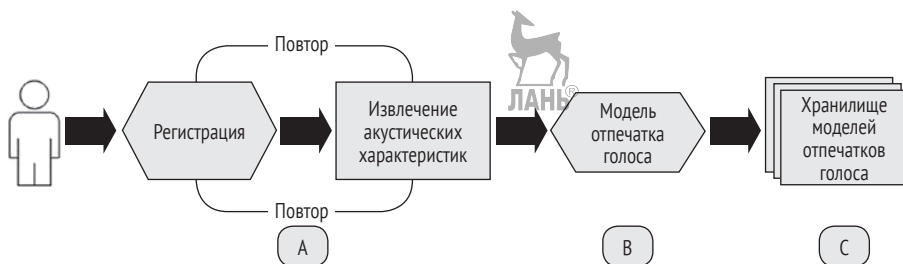 Повтор
ЛАНЬ®
Регистрация
Извлечение
акустических
характеристик
Модель
отпечатка
голоса
Хранилище
моделей
отпечатков
голоса
Повтор
A
B
C